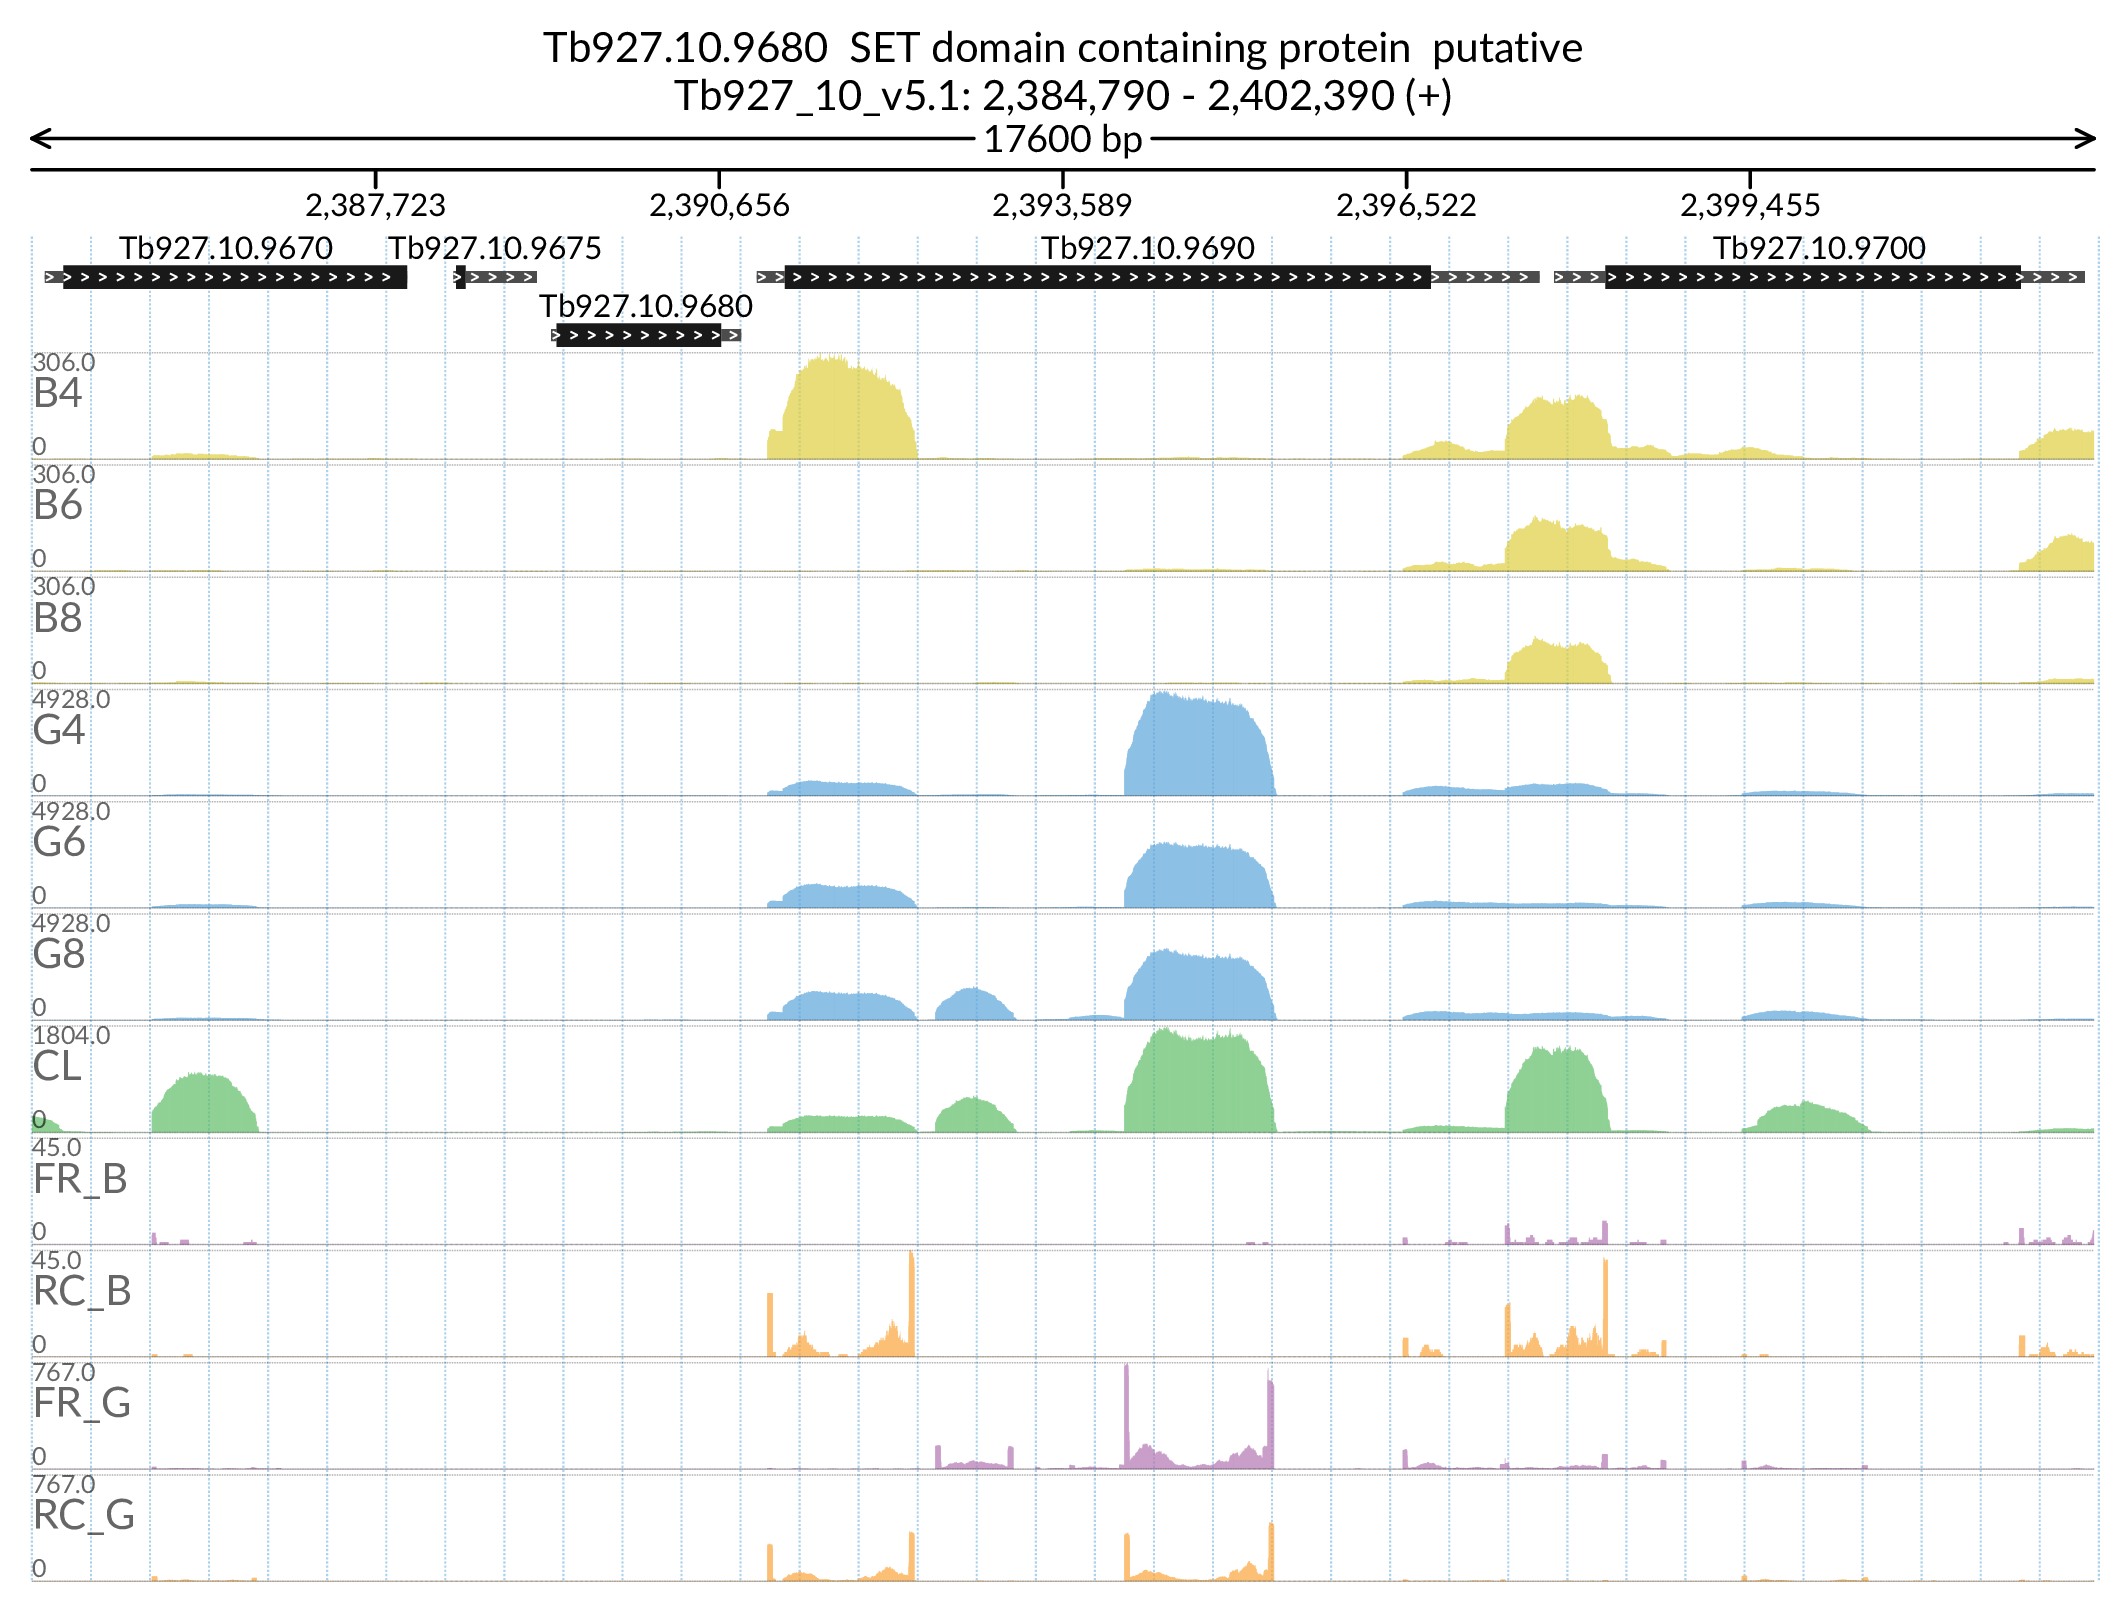 Tb927.10.9680  SET domain containing protein  putative
Tb927_10_v5.1: 2,384,790 - 2,402,390 (+)
17600 bp
2,387,723 2,390,656 2,393,589 2,396,522 2,399,455
Tb927.10.9670 Tb927.10.9675 Tb927.10.9690 Tb927.10.9700
Tb927.10.9680
306.0
B4
0
306.0
B6
0
306.0
B8
0
4928.0
G4
0
4928.0
G6
0
4928.0
G8
0
1804.0
CL
0
45.0
FR_B
0
45.0
RC_B
0
767.0
FR_G
0
767.0
RC_G
0